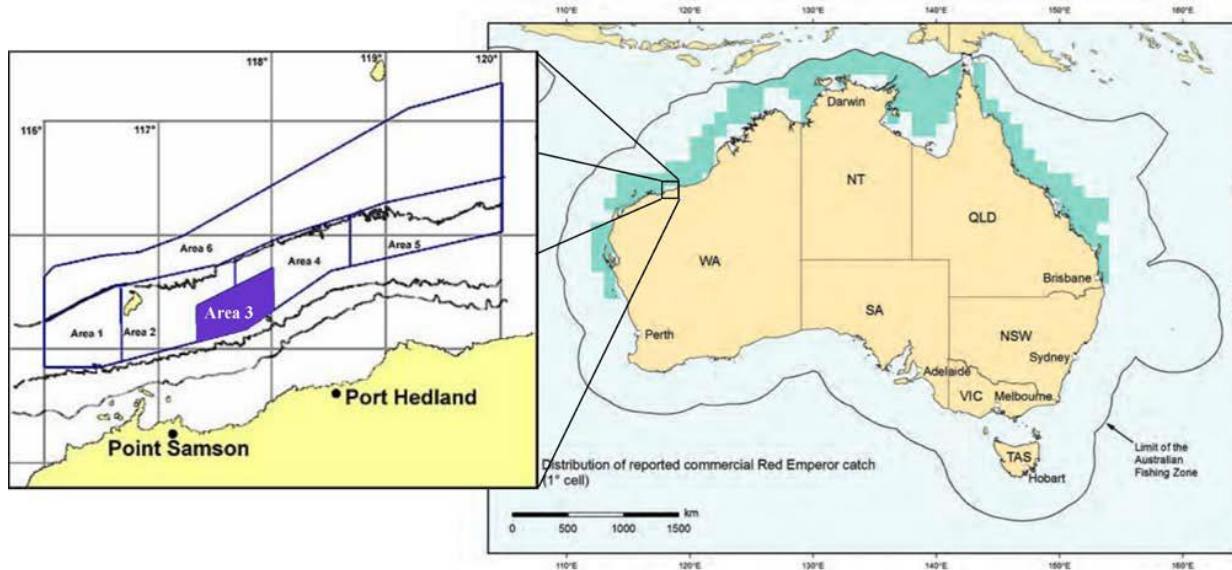 116°
117°
118°
119°
120°
Area 6
Area 5
Area 4
Area 3
Area 1
Area 2
Port Hedland
Point Samson
110°E
120°E
130°E
140°E
150°E
160°E
Darwin
NT
QLD
WA
Brisbane
SA
NSW
Perth
Sydney
Adelaide
VIC
Melbourne
TAS
Hobart
Limit of the
Australian
Fishing Zone
Distribution of reported commercial Red Emperor catch
(1° cell)
km
0 500 1000 1500
110°E
120°E
130°E
140°E
150°E
160°E